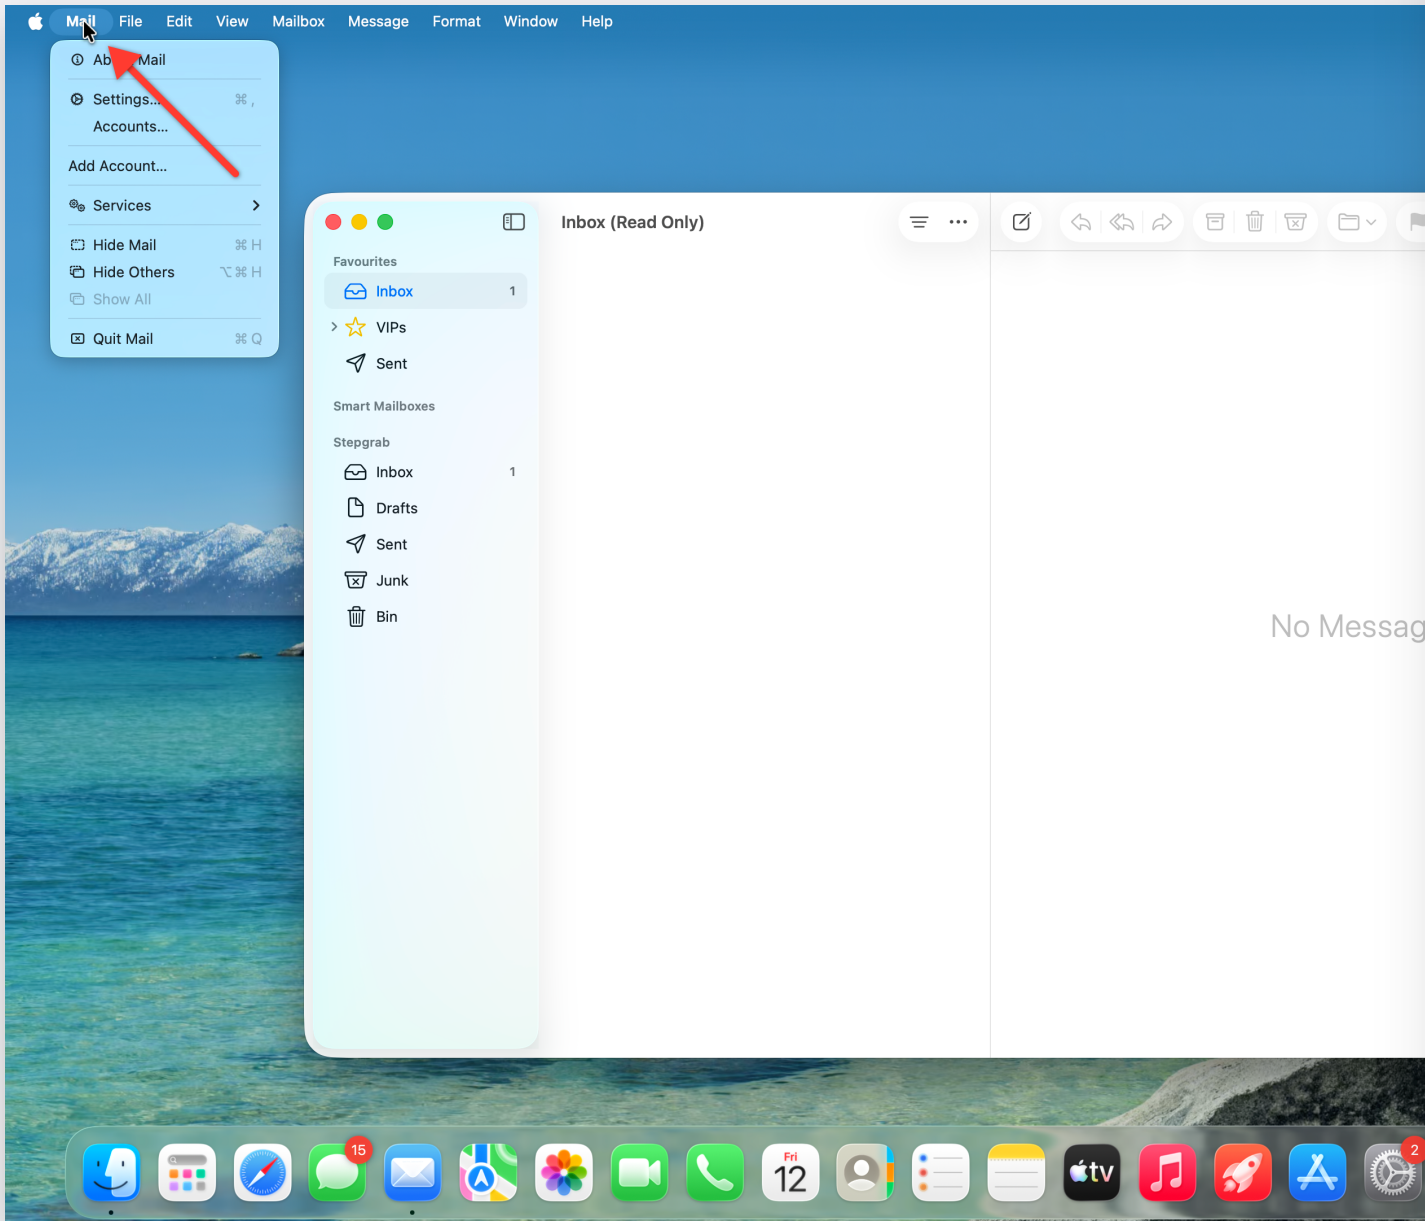 Mail File Edit View Mailbox Message Format Window Help
Mail
Settings... ⌘ ,
Accounts...
Add Account...
Services
Hide Mail ⌘ H
Hide Others ⌥ ⌘ H
Show All
Quit Mail ⌘ Q
Inbox (Read Only)
Favourites
Inbox 1
VIPs
Sent
Smart Mailboxes
Stepgrab
Inbox 1
Drafts
Sent
Junk
Bin
No Messag
15
Fri
12
tv
2